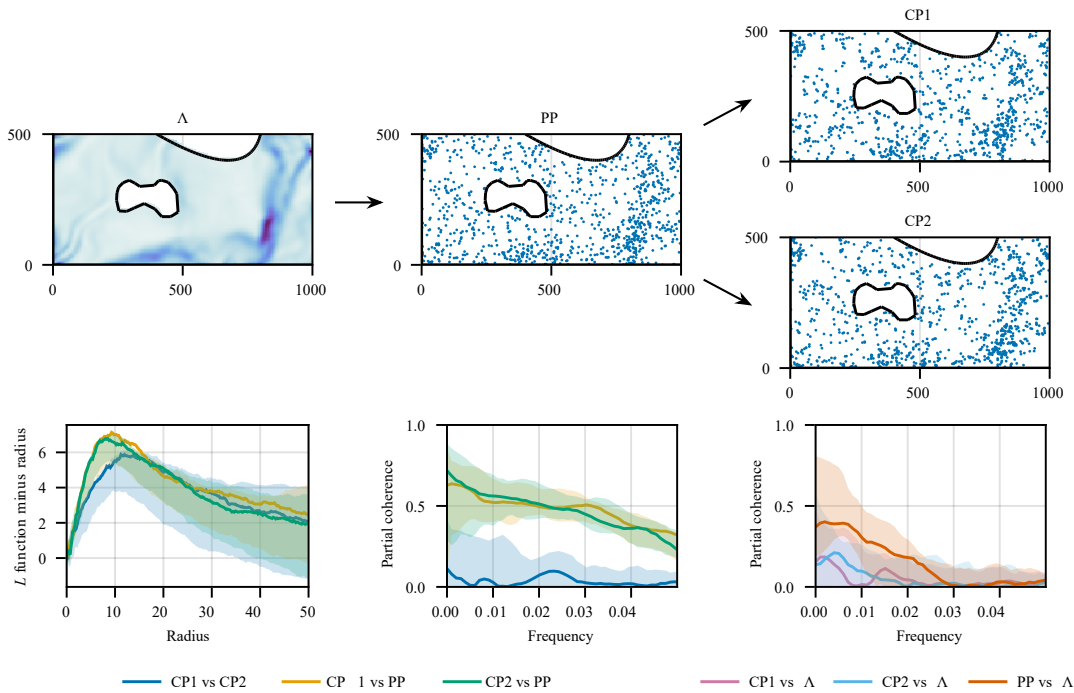 CP1
500
0
0
500
1000
Λ
500
0
0
500
1000
PP
0
500
1000
CP2
500
0
0
500
1000
L function minus radius
6
4
2
0
0
10
20
30
40
50
Radius
Partial coherence
1.0
0.5
0.0
0.00
0.01
0.02
0.03
0.04
Frequency
Partial coherence
1.0
0.5
0.0
0.00
0.01
0.02
0.03
0.04
Frequency
CP1 vs CP2
CP 1 vs PP
CP2 vs PP
CP1 vs Λ
CP2 vs Λ
PP vs Λ